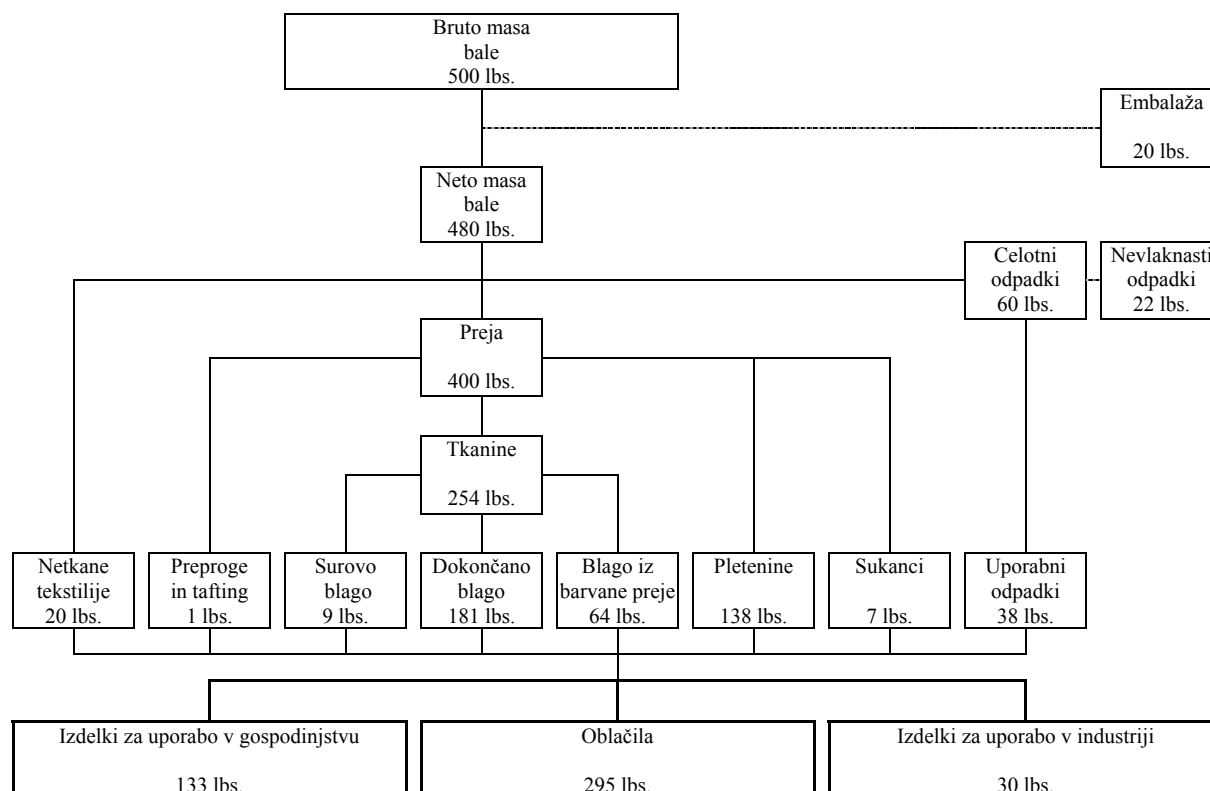 Bruto masa
bale
500 lbs.
Embalaža
20 lbs.
Neto masa
bale
480 lbs.
Celotni
odpadki
60 lbs.
Nevlaknasti
odpadki
22 lbs.
Preja
400 lbs.
Tkanine
254 lbs.
Netkane
tekstilije
20 lbs.
Preproge
in tafting
1 lbs.
Surovo
blago
9 lbs.
Dokončano
blago
181 lbs.
Blago iz
barvane preje
64 lbs.
Pletenine
138 lbs.
Sukanci
7 lbs.
Uporabni
odpadki
38 lbs.
Izdelki za uporabo v gospodinjstvu
133 lbs.
Oblačila
295 lbs.
Izdelki za uporabo v industriji
30 lbs.